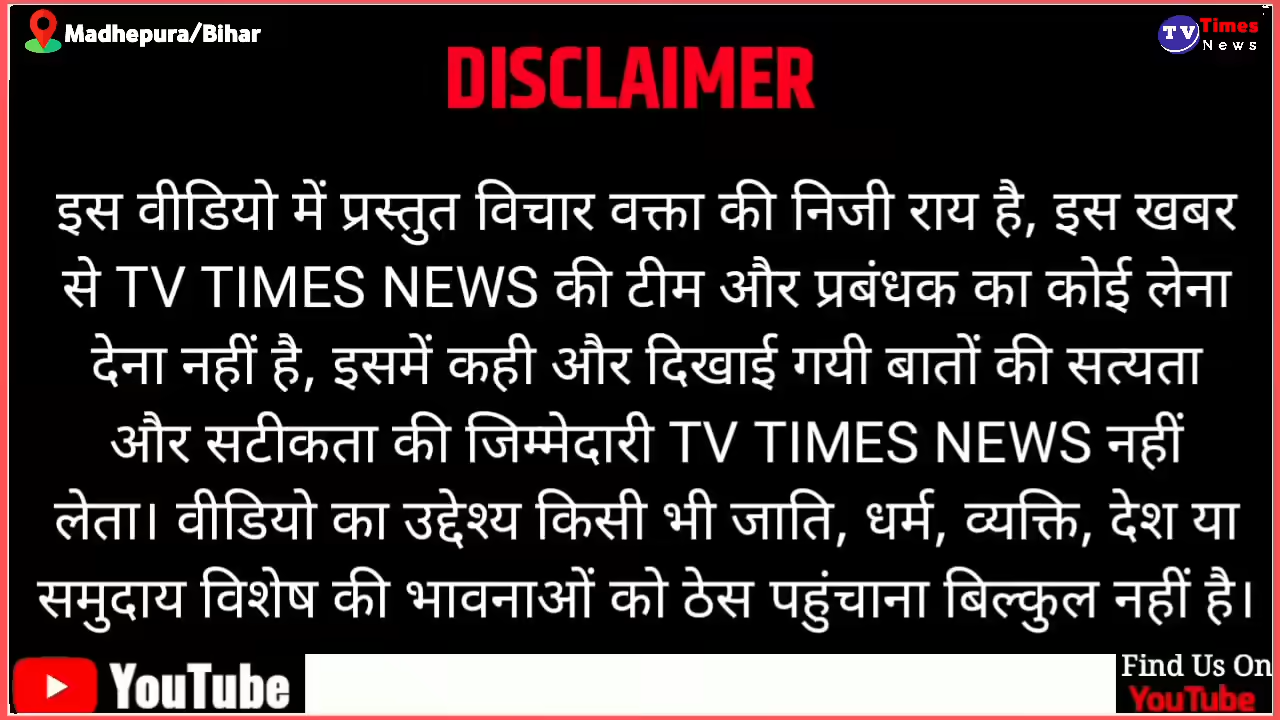 Madhepura/Bihar
TV Times News
DISCLAIMER
इस वीडियो में प्रस्तुत विचार वक्ता की निजी राय है, इस खबर
से TV TIMES NEWS की टीम और प्रबंधक का कोई लेना
देना नहीं है, इसमें कही और दिखाई गयी बातों की सत्यता
और सटीकता की जिम्मेदारी TV TIMES NEWS नहीं
लेता। वीडियो का उद्देश्य किसी भी जाति, धर्म, व्यक्ति, देश या
समुदाय विशेष की भावनाओं को ठेस पहुंचाना बिल्कुल नहीं है।
YouTube
Find Us On
YouTube